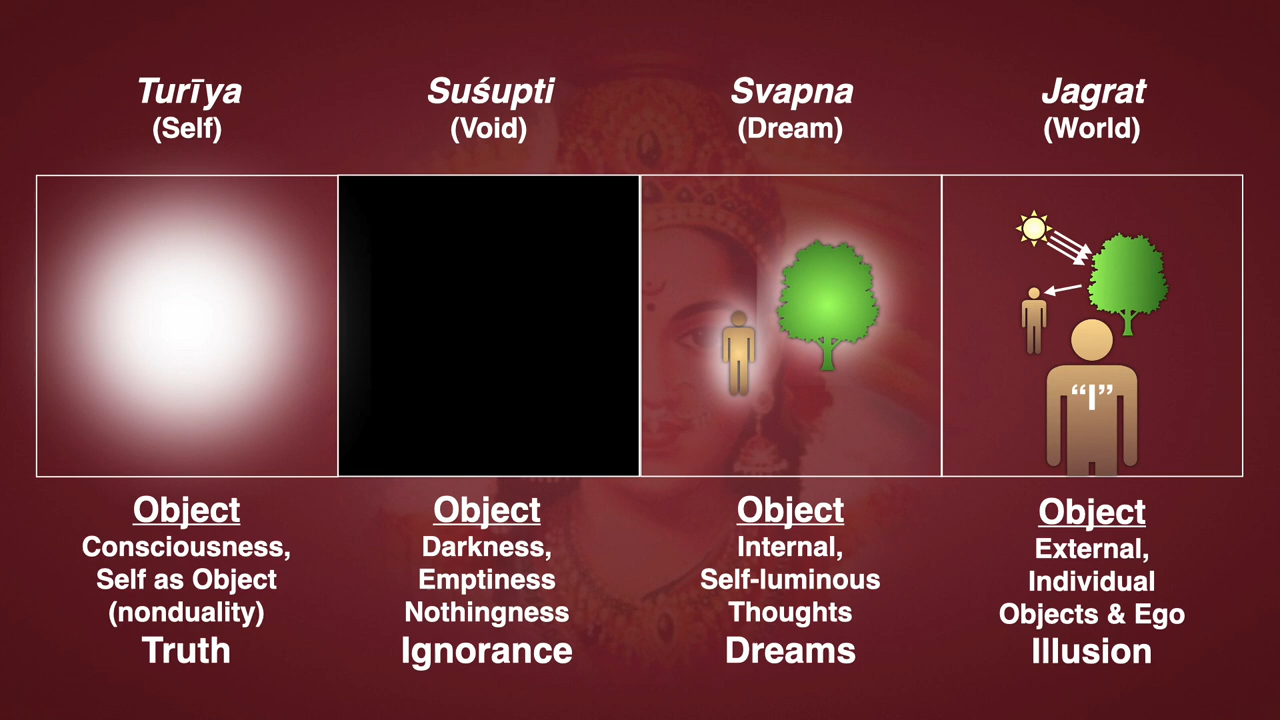 Turīya
(Self)
Suśupti
(Void)
Svapna
(Dream)
Jagrat
(World)
“I”
Object
Consciousness,
Self as Object
(nonduality)
Truth
Object
Darkness,
Emptiness
Nothingness
Ignorance
Object
Internal,
Self-luminous
Thoughts
Dreams
Object
External,
Individual
Objects & Ego
Illusion